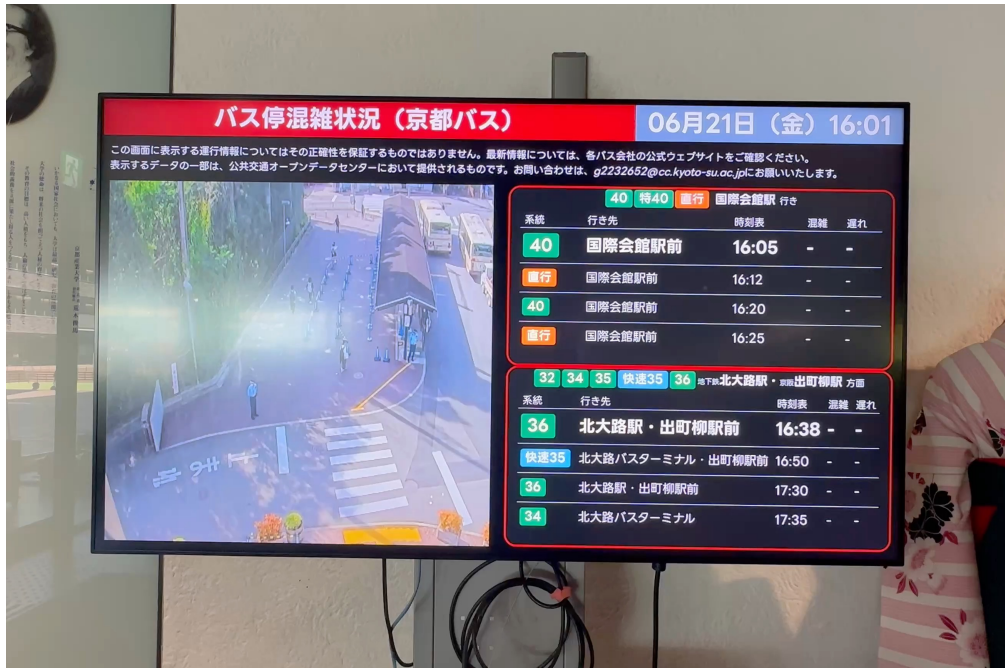 バス停混雑状況（京都バス）
06月21日（金）16:01
この画面に表示する運行情報についてはその正確性を保証するものではありません。最新情報については、各バス会社の公式ウェブサイトをご確認ください。
表示するデータの一部は、公共交通オープンデータセンターにおいて提供されるものです。お問い合わせは、g2232652@cc.kyoto-su.ac.jpにお願いいたします。
40 特40 直行 国際会館駅 行き
系統 行き先 時刻表 混雑 遅れ
40 国際会館駅前 16:05 - -
直行 国際会館駅前 16:12 - -
40 国際会館駅前 16:20 - -
直行 国際会館駅前 16:25 - -
32 34 35 快速35 36 地下鉄北大路駅・京阪出町柳駅 方面
系統 行き先 時刻表 混雑 遅れ
36 北大路駅・出町柳駅前 16:38 - -
快速35 北大路バスターミナル・出町柳駅前 16:50 - -
36 北大路駅・出町柳駅前 17:30 - -
34 北大路バスターミナル 17:35 - -
止まれ